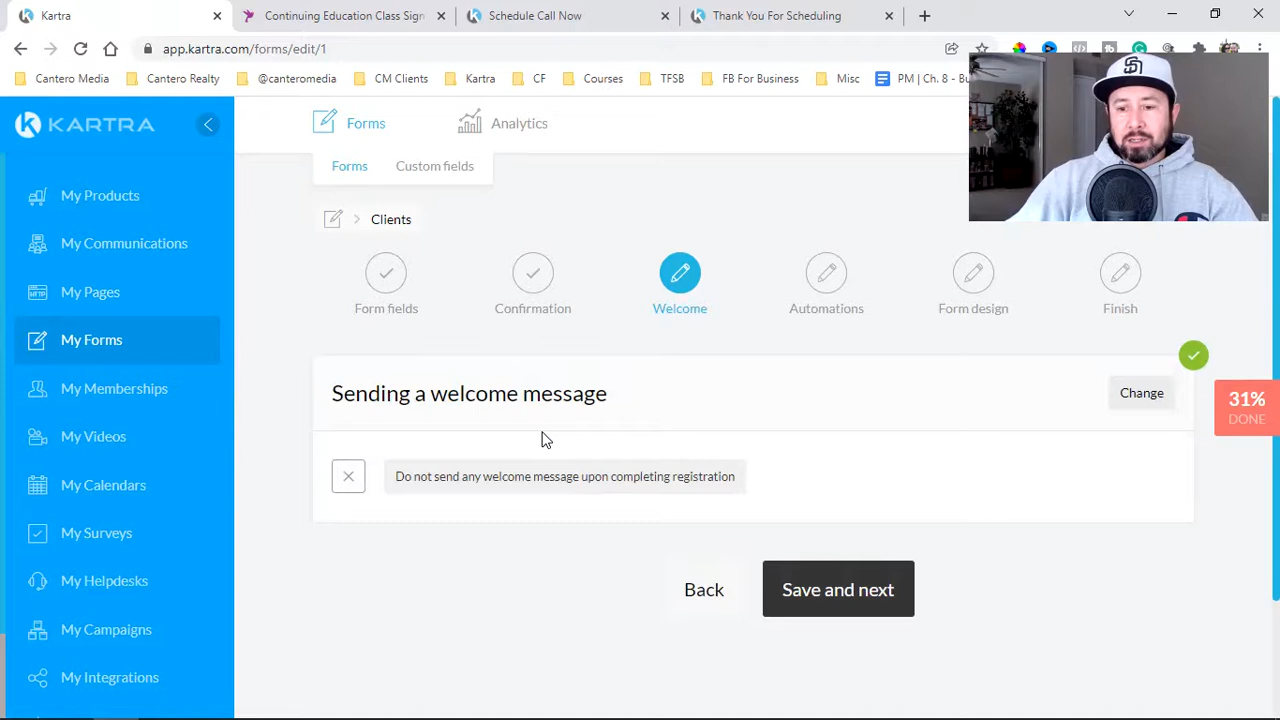 Kartra
Continuing Education Class Sign
Schedule Call Now
Thank You For Scheduling
app.kartra.com/forms/edit/1
Cantero Media
Cantero Realty
@canteromedia
CM Clients
Kartra
CF
Courses
TFSB
FB For Business
Misc
PM | Ch. 8 - Bu
KARTRA
Forms
Analytics
Forms
Custom fields
Clients
My Products
My Communications
My Pages
My Forms
My Memberships
My Videos
My Calendars
My Surveys
My Helpdesks
My Campaigns
My Integrations
Form fields
Confirmation
Welcome
Automations
Form design
Finish
Sending a welcome message
Change
31%
DONE
Do not send any welcome message upon completing registration
Back
Save and next
HTTP
SD